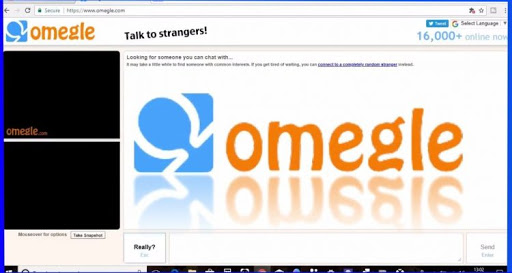 Secure | https://www.omegle.com
omegle
Talk to strangers!
Tweet
Select Language
16,000+ online now
Looking for someone you can chat with...
It may take a little while to find someone with common interests. If you get tired of waiting, you can connect to a completely random stranger instead.
omegle.com
omegle
Mouseover for options
Take Snapshot
Really?
Esc
Send
Enter
13:02